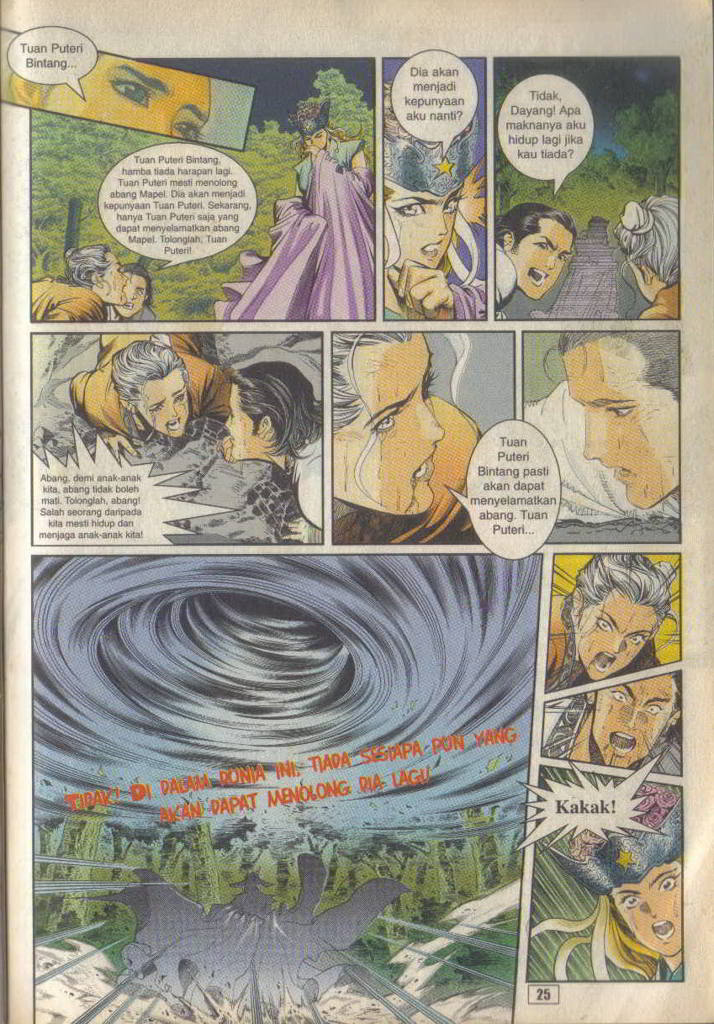 Tuan Puteri
Bintang...
Tuan Puteri Bintang,
hamba tiada harapan lagi.
Tuan Puteri mesti menolong
abang Mapel. Dia akan menjadi
kepunyaan Tuan Puteri. Sekarang,
hanya Tuan Puteri saja yang
dapat menyelamatkan abang
Mapel. Tolonglah, Tuan
Puteri!
Dia akan
menjadi
kepunyaan
aku nanti?
Tidak,
Dayang! Apa
maknanya aku
hidup lagi jika
kau tiada?
Abang, demi anak-anak
kita, abang tidak boleh
mati. Tolonglah, abang!
Salah seorang daripada
kita mesti hidup dan
menjaga anak-anak kita!
Tuan
Puteri
Bintang pasti
akan dapat
menyelamatkan
abang. Tuan
Puteri...
TIDAK! DI DALAM DUNIA INI, TIADA SESIAPA PUN YANG
AKAN DAPAT MENOLONG DIA LAGU
Kakak!
25